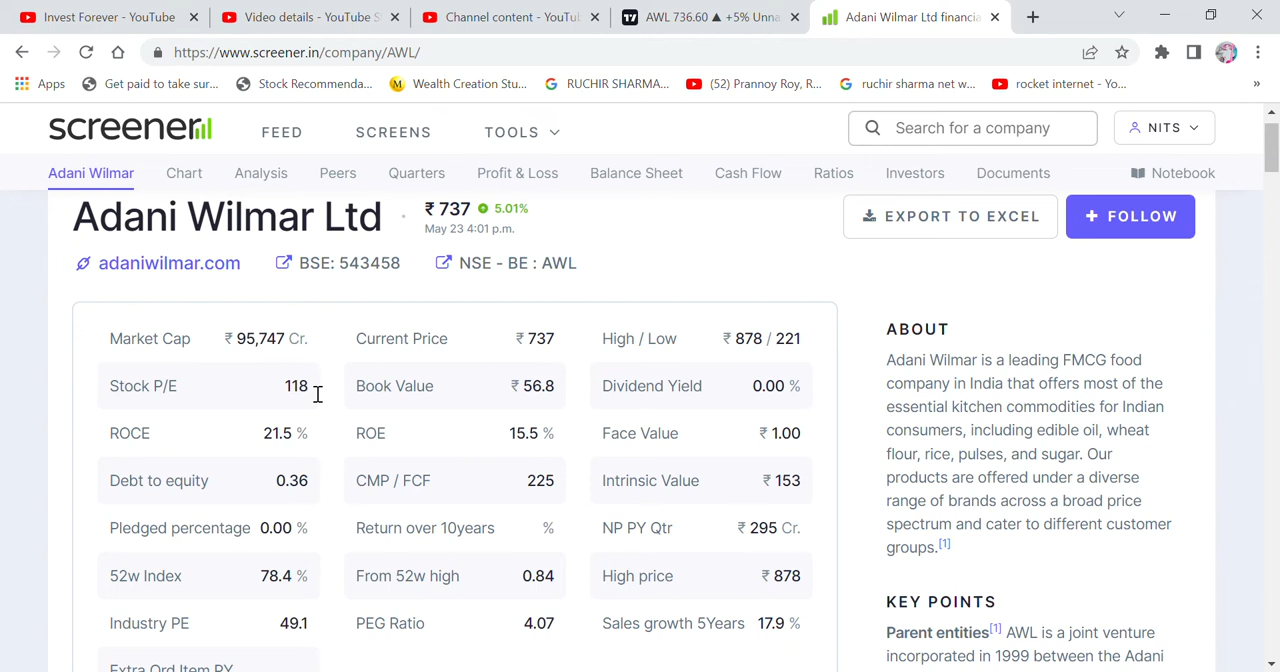 Invest Forever - YouTube
Video details - YouTube S
Channel content - YouTu
AWL 736.60 ▲ +5% Unna
Adani Wilmar Ltd financia
https://www.screener.in/company/AWL/
Apps
Get paid to take sur...
Stock Recommenda...
Wealth Creation Stu...
RUCHIR SHARMA...
(52) Prannoy Roy, R...
ruchir sharma net w...
rocket internet - Yo...
»
screener
FEED
SCREENS
TOOLS
Search for a company
NITS
Adani Wilmar
Chart
Analysis
Peers
Quarters
Profit & Loss
Balance Sheet
Cash Flow
Ratios
Investors
Documents
Notebook
Adani Wilmar Ltd
₹ 737 5.01%
May 23 4:01 p.m.
EXPORT TO EXCEL
+ FOLLOW
adaniwilmar.com
BSE: 543458
NSE - BE : AWL
Market Cap ₹ 95,747 Cr.
Current Price ₹ 737
High / Low ₹ 878 / 221
Stock P/E 118
Book Value ₹ 56.8
Dividend Yield 0.00 %
ROCE 21.5 %
ROE 15.5 %
Face Value ₹ 1.00
Debt to equity 0.36
CMP / FCF 225
Intrinsic Value ₹ 153
Pledged percentage 0.00 %
Return over 10years %
NP PY Qtr ₹ 295 Cr.
52w Index 78.4 %
From 52w high 0.84
High price ₹ 878
Industry PE 49.1
PEG Ratio 4.07
Sales growth 5Years 17.9 %
Extra Ord Item PY
ABOUT
Adani Wilmar is a leading FMCG food
company in India that offers most of the
essential kitchen commodities for Indian
consumers, including edible oil, wheat
flour, rice, pulses, and sugar. Our
products are offered under a diverse
range of brands across a broad price
spectrum and cater to different customer
groups.[1]
KEY POINTS
Parent entities[1] AWL is a joint venture
incorporated in 1999 between the Adani